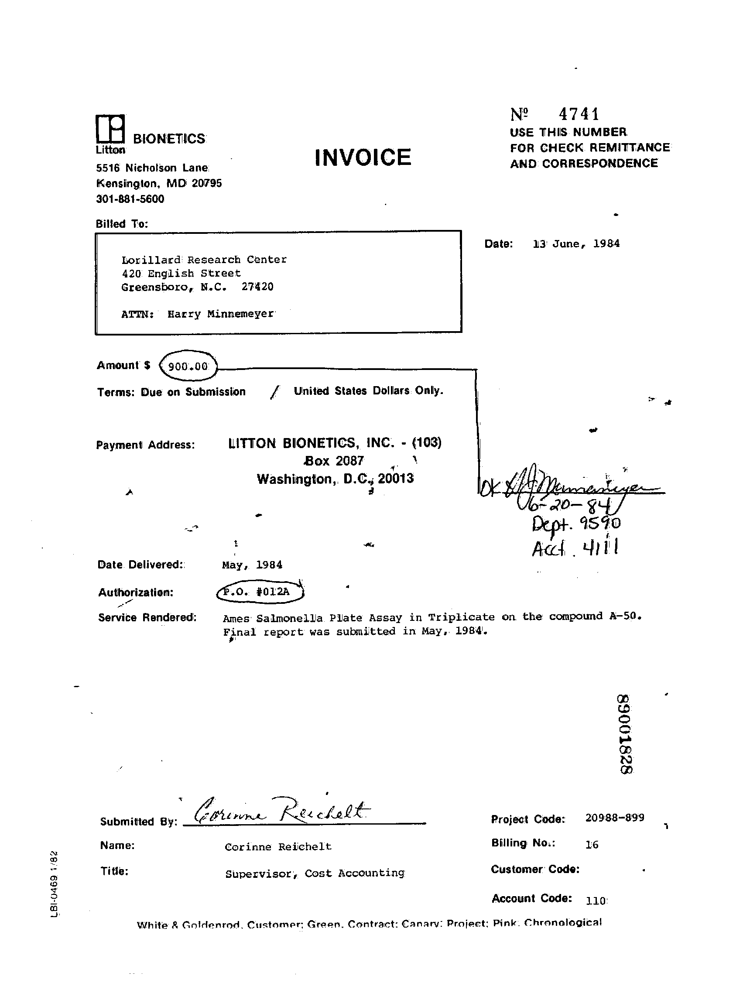 Nº 4741
USE THIS NUMBER
FOR CHECK REMITTANCE
AND CORRESPONDENCE
BIONETICS
Litton
5516 Nicholson Lane
Kensington, MD 20795
301-881-5600
INVOICE
Billed To:
Date: 13 June, 1984
Lorillard Research Center
420 English Street
Greensboro, N.C. 27420
ATTN: Harry Minnemeyer
Amount $ 900.00
Terms: Due on Submission / United States Dollars Only.
Payment Address: LITTON BIONETICS, INC. - (103)
Box 2087
Washington, D.C. 20013
OK HJ Minnemeyer
6-20-84
Dept. 9590
Acct. 4111
Date Delivered: May, 1984
Authorization: P.O. #012A
Service Rendered: Ames Salmonella Plate Assay in Triplicate on the compound A-50.
Final report was submitted in May, 1984.
89001828
Submitted By: Corinne Reichelt
Name: Corinne Reichelt
Title: Supervisor, Cost Accounting
Project Code: 20988-899
Billing No.: 16
Customer Code:
Account Code: 110
LBI-0469 1/82
White & Goldenrod, Customer; Green, Contract; Canary; Project; Pink, Chronological